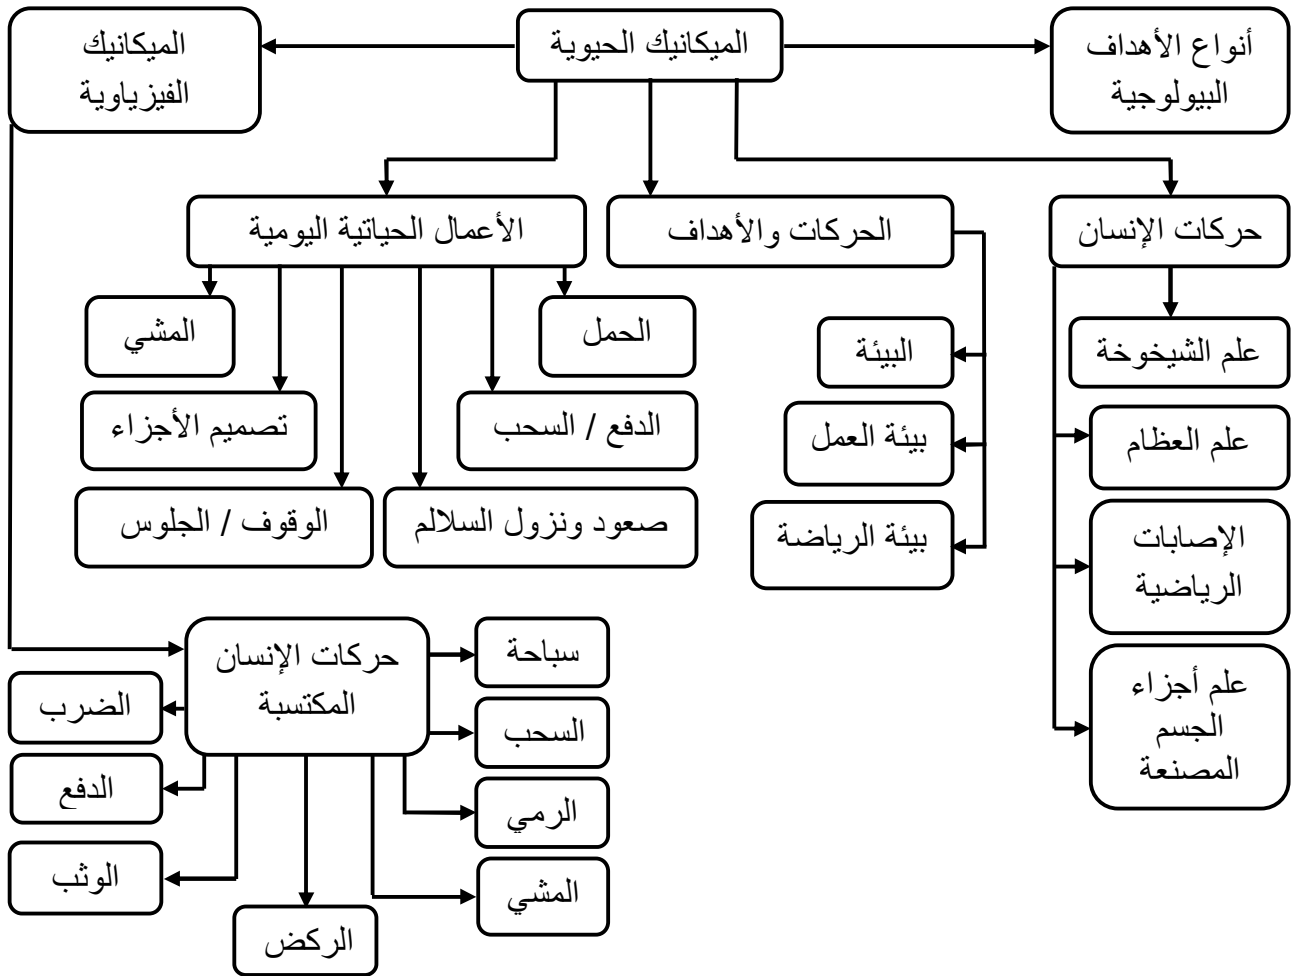 أنواع الأهداف
البيولوجية
الميكانيك الحيوية
الميكانيك
الفيزياوية
حركات الإنسان
الحركات والأهداف
الأعمال الحياتية اليومية
علم الشيخوخة
علم العظام
الإصابات
الرياضية
علم أجزاء
الجسم
المصنعة
البيئة
بيئة العمل
بيئة الرياضة
الحمل
المشي
الدفع / السحب
تصميم الأجزاء
صعود ونزول السلالم
الوقوف / الجلوس
حركات الإنسان
المكتسبة
سباحة
السحب
الرمي
المشي
الركض
الضرب
الدفع
الوثب